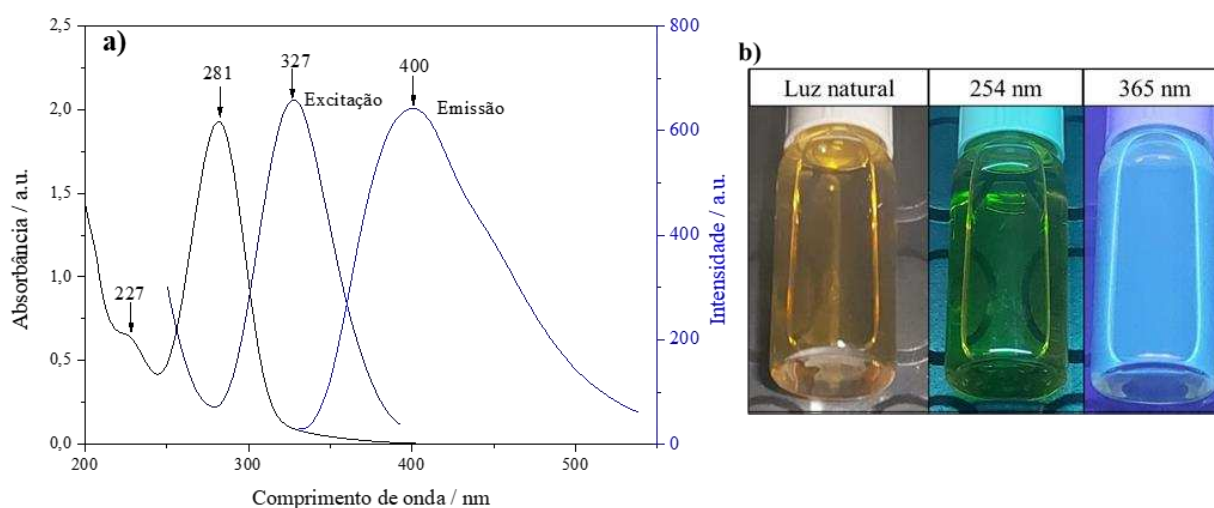 a)
2,5
2,0
1,5
1,0
0,5
0,0
Absorbância / a.u.
227
281
327
Excitação
400
Emissão
800
600
400
200
0
Intensidade / a.u.
200
300
400
500
Comprimento de onda / nm
b)
Luz natural
254 nm
365 nm